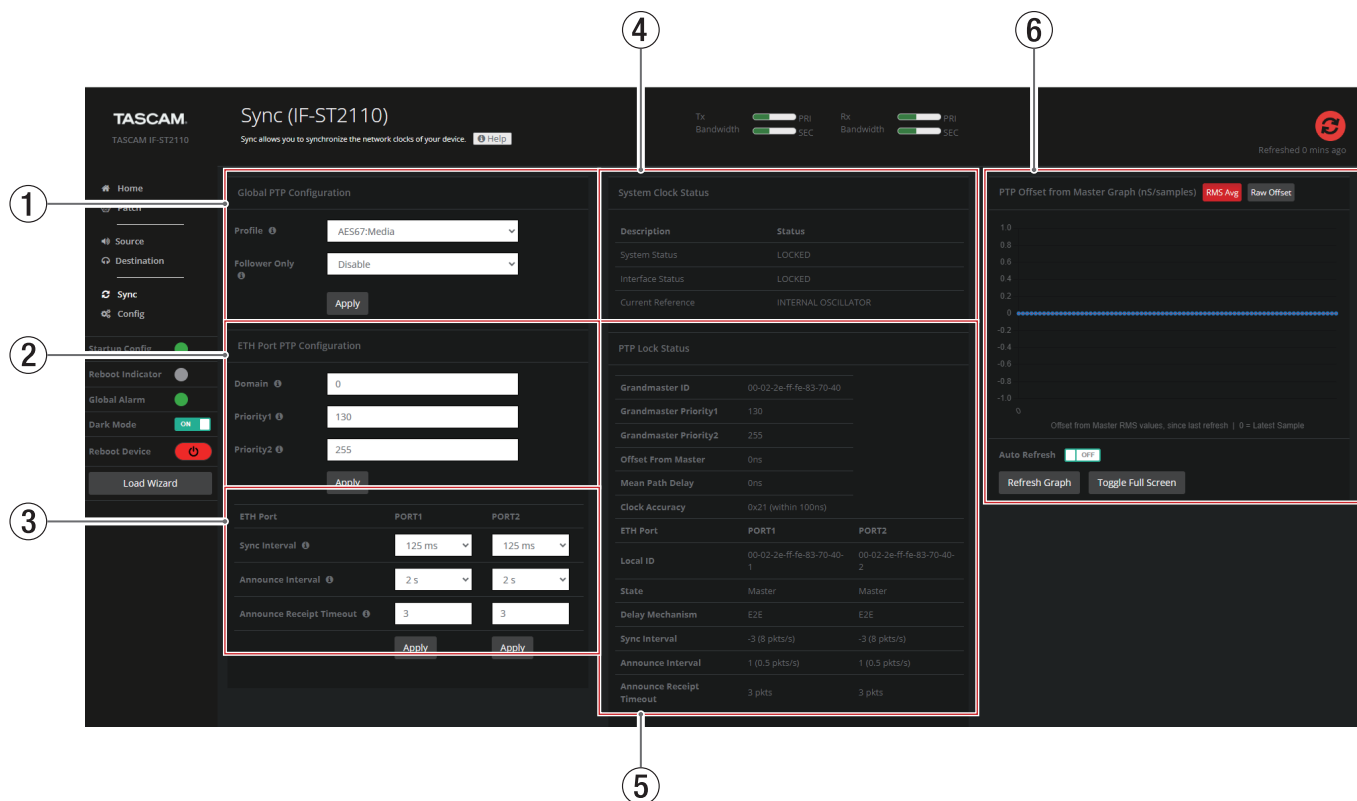 4
6
TASCAM
TASCAM IF-ST2110
Sync (IF-ST2110)
Sync allows you to synchronize the network clocks of your device.
Help
Tx
Bandwidth
PRI
SEC
Rx
Bandwidth
PRI
SEC
Refreshed 0 mins ago
1
Home
Patch
Source
Destination
Sync
Config
2
Startup Config
Reboot Indicator
Global Alarm
Dark Mode
ON
Reboot Device
Load Wizard
3
Global PTP Configuration
Profile
AES67:Media
Follower Only
Disable
Apply
ETH Port PTP Configuration
Domain
0
Priority1
130
Priority2
255
Apply
ETH Port PORT1 PORT2
Sync Interval 125 ms 125 ms
Announce Interval 2 s 2 s
Announce Receipt Timeout 3 3
Apply Apply
System Clock Status
Description Status
System Status LOCKED
Interface Status LOCKED
Current Reference INTERNAL OSCILLATOR
PTP Lock Status
Grandmaster ID 00-02-2e-ff-fe-83-70-40
Grandmaster Priority1 130
Grandmaster Priority2 255
Offset From Master 0ns
Mean Path Delay 0ns
Clock Accuracy 0x21 (within 100ns)
ETH Port PORT1 PORT2
Local ID 00-02-2e-ff-fe-83-70-40-1 00-02-2e-ff-fe-83-70-40-2
State Master Master
Delay Mechanism E2E E2E
Sync Interval -3 (8 pkts/s) -3 (8 pkts/s)
Announce Interval 1 (0.5 pkts/s) 1 (0.5 pkts/s)
Announce Receipt
Timeout 3 pkts 3 pkts
PTP Offset from Master Graph (nS/samples)
RMS Avg
Raw Offset
1.0
0.8
0.6
0.4
0.2
0
-0.2
-0.4
-0.6
-0.8
-1.0
0
Offset from Master RMS values, since last refresh | 0 = Latest Sample
Auto Refresh
OFF
Refresh Graph
Toggle Full Screen
5